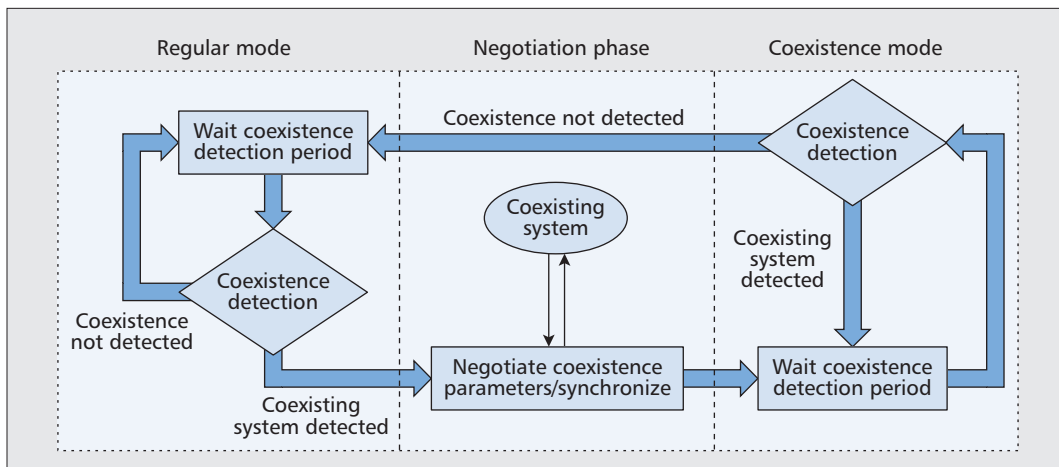 Regular mode
Negotiation phase
Coexistence mode
Wait coexistence
detection period
Coexistence not detected
Coexistence
detection
Coexisting
system
Coexisting
system
detected
Coexistence
detection
Coexistence
not detected
Negotiate coexistence
parameters/synchronize
Wait coexistence
detection period
Coexisting
system detected